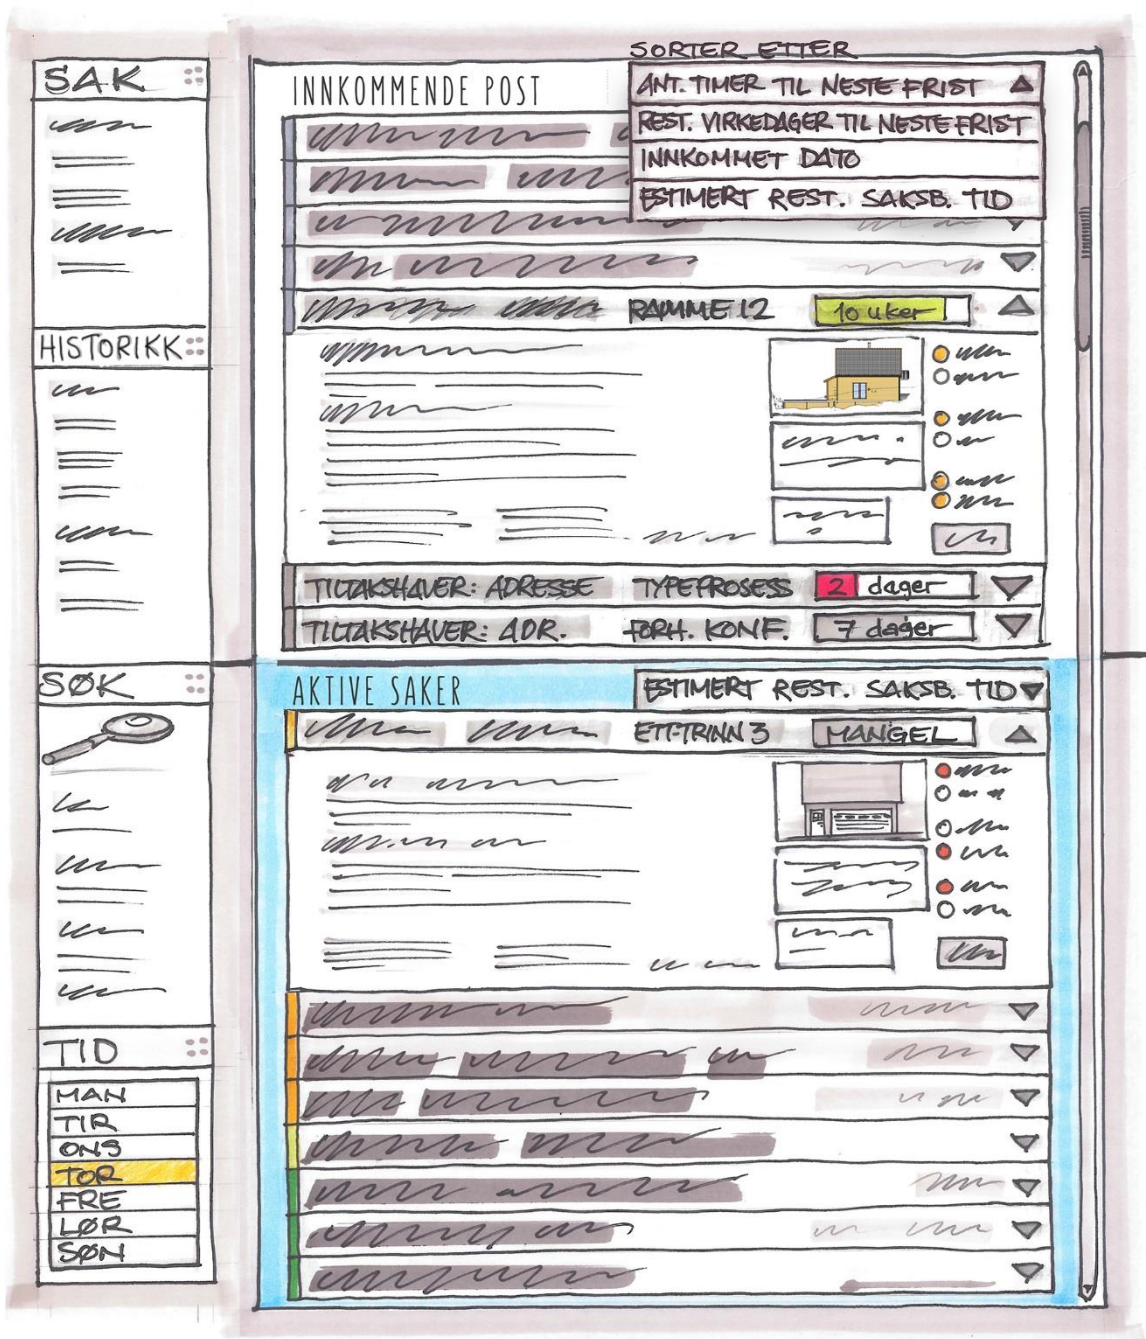 SAK
HISTORIKK
SØK
TID
MAN
TIR
ONS
TOR
FRE
LØR
SØN
SORTER ETTER
INNKOMMENDE POST
ANT. TIMER TIL NESTE FRIST
REST. VIRKEDAGER TIL NESTE FRIST
INNKOMMET DATO
ESTIMERT REST. SAKSB. TID
RAMME 12 10 uker
TILTAKSHAVER: ADRESSE TYPE PROSESS 2 dager
TILTAKSHAVER: ADR. FORH. KONF. 7 dager
AKTIVE SAKER ESTIMERT REST. SAKSB. TID
ETT-TRINN 3 MANGEL